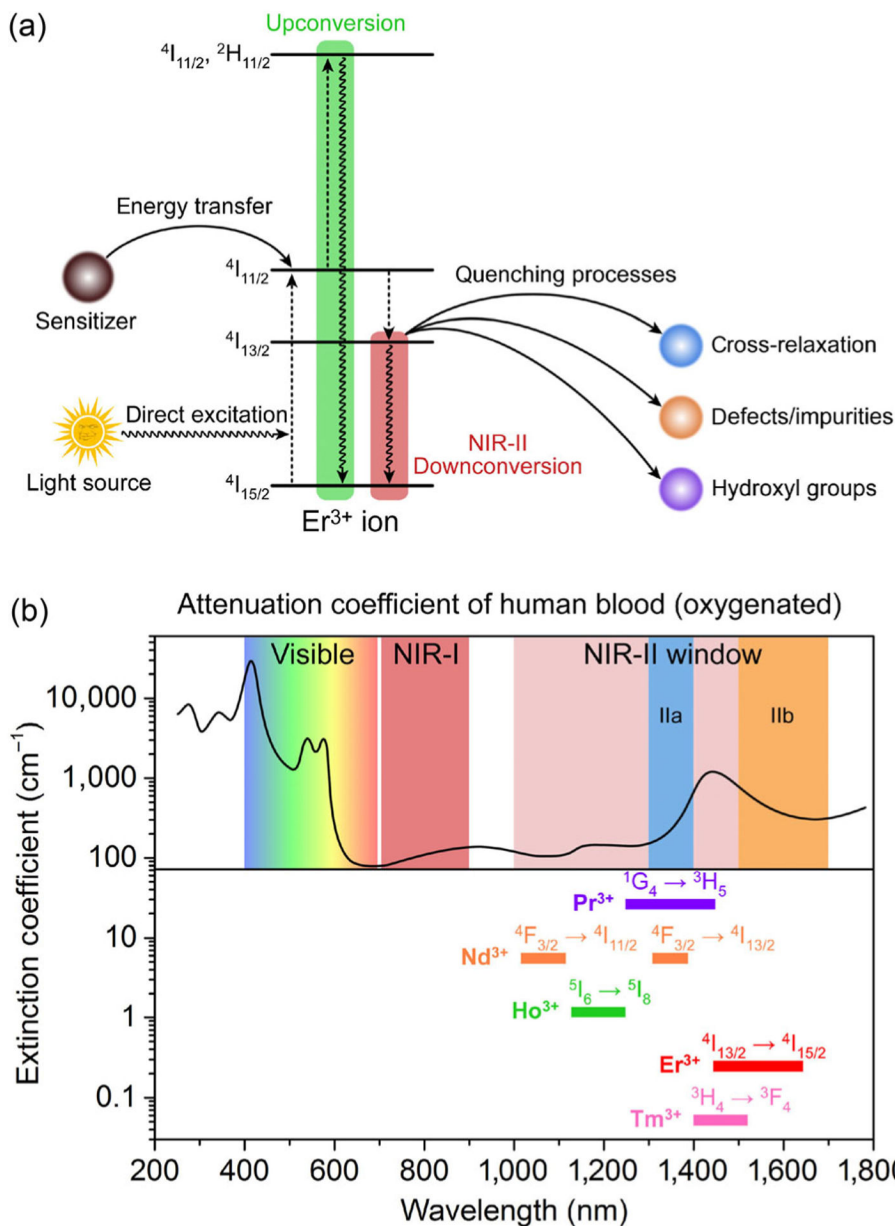 (a)
Upconversion
⁴I₁₁/₂, ²H₁₁/₂
Energy transfer
Sensitizer
⁴I₁₁/₂
Quenching processes
Cross-relaxation
⁴I₁₃/₂
Direct excitation
Light source
NIR-II
Downconversion
Defects/impurities
⁴I₁₅/₂
Hydroxyl groups
Er³⁺ ion
(b)
Attenuation coefficient of human blood (oxygenated)
Visible
NIR-I
NIR-II window
IIa
IIb
Extinction coefficient (cm⁻¹)
10,000
1,000
100
10
1
0.1
¹G₄ → ³H₅
Pr³⁺
⁴F₃/₂ → ⁴I₁₁/₂
⁴F₃/₂ → ⁴I₁₃/₂
Nd³⁺
⁵I₆ → ⁵I₈
Ho³⁺
⁴I₁₃/₂ → ⁴I₁₅/₂
Er³⁺
³H₄ → ³F₄
Tm³⁺
200 400 600 800 1,000 1,200 1,400 1,600 1,80
Wavelength (nm)